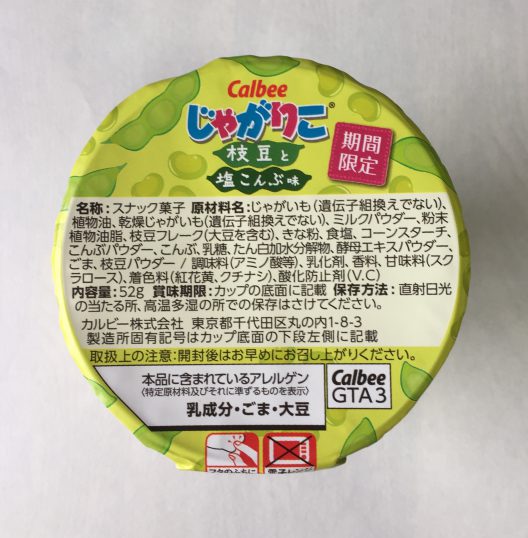 Calbee
じゃがりこ®
枝豆と
塩こんぶ味
期間
限定
名称:スナック菓子 原材料名:じゃがいも(遺伝子組換えでない)、
植物油、乾燥じゃがいも(遺伝子組換えでない)、ミルクパウダー、粉末
植物油脂、枝豆フレーク(大豆を含む)、きな粉、食塩、コーンスターチ、
こんぶパウダー、こんぶ、乳糖、たん白加水分解物、酵母エキスパウダー、
ごま、枝豆パウダー/調味料(アミノ酸等)、乳化剤、香料、甘味料(スク
ラロース)、着色料(紅花黄、クチナシ)、酸化防止剤(V.C)
内容量:52g 賞味期限:カップの底面に記載 保存方法:直射日光
の当たる所、高温多湿の所での保存はさけてください。
カルビー株式会社 東京都千代田区丸の内1-8-3
製造所固有記号はカップ底面の下段左側に記載
取扱上の注意:開封後はお早めにお召し上がりください。
本品に含まれているアレルゲン
(特定原材料及びそれに準ずるものを表示)
乳成分・ごま・大豆
Calbee
GTA3